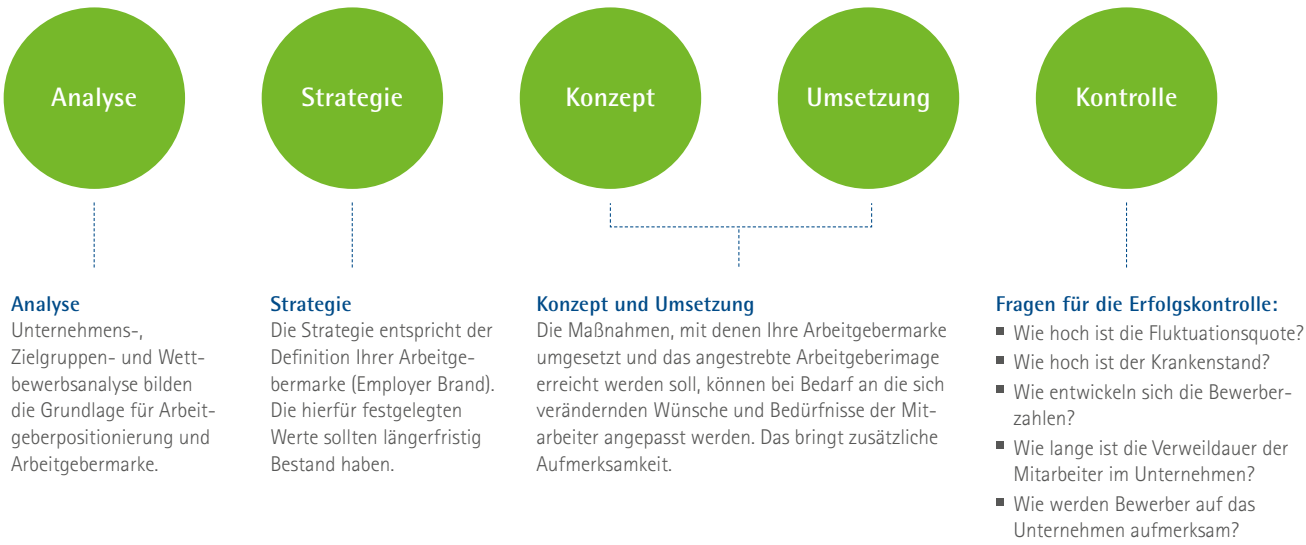 Analyse
Strategie
Konzept
Umsetzung
Kontrolle
Analyse
Unternehmens-,
Zielgruppen- und Wett-
bewerbsanalyse bilden
die Grundlage für Arbeit-
geberpositionierung und
Arbeitgebermarke.
Strategie
Die Strategie entspricht der
Definition Ihrer Arbeitge-
bermarke (Employer Brand).
Die hierfür festgelegten
Werte sollten längerfristig
Bestand haben.
Konzept und Umsetzung
Die Maßnahmen, mit denen Ihre Arbeitgebermarke
umgesetzt und das angestrebte Arbeitgeberimage
erreicht werden soll, können bei Bedarf an die sich
verändernden Wünsche und Bedürfnisse der Mit-
arbeiter angepasst werden. Das bringt zusätzliche
Aufmerksamkeit.
Fragen für die Erfolgskontrolle:
■ Wie hoch ist die Fluktuationsquote?
■ Wie hoch ist der Krankenstand?
■ Wie entwickeln sich die Bewerber-
zahlen?
■ Wie lange ist die Verweildauer der
Mitarbeiter im Unternehmen?
■ Wie werden Bewerber auf das
Unternehmen aufmerksam?